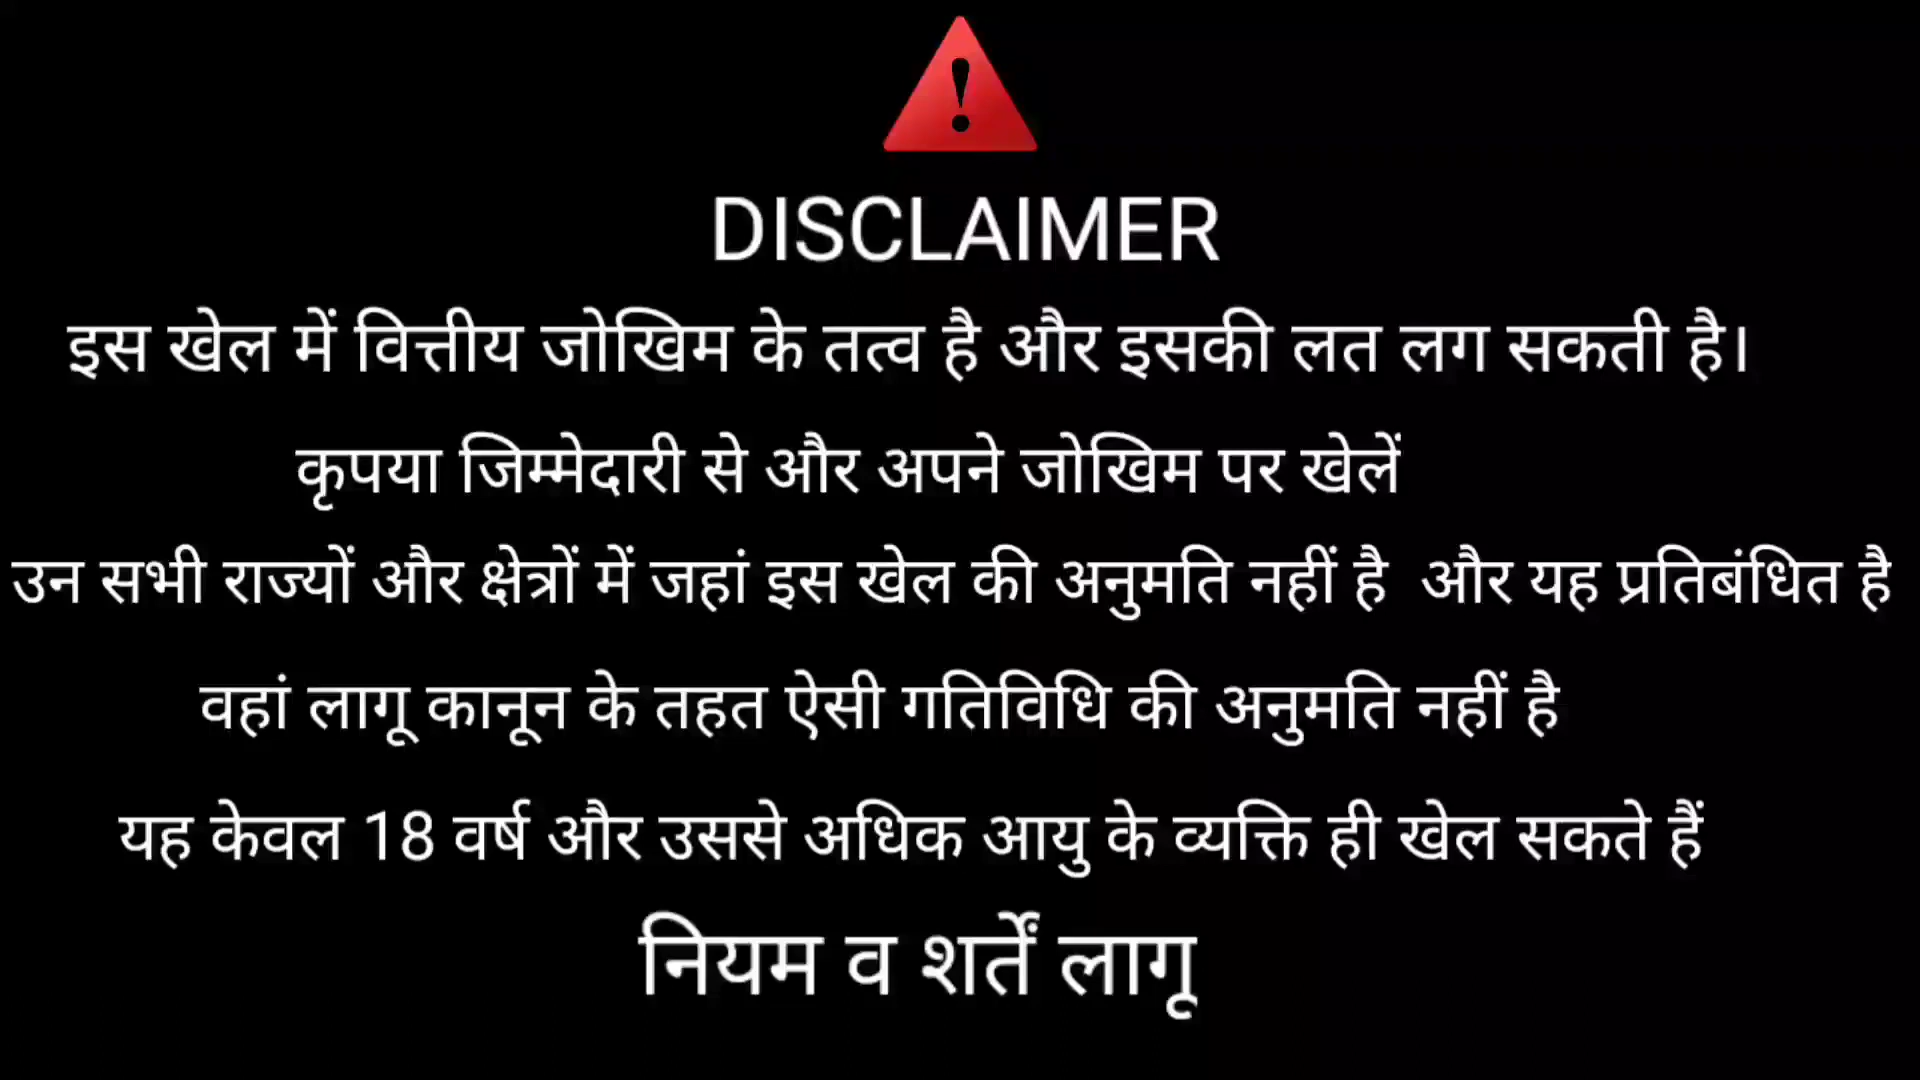 DISCLAIMER
इस खेल में वित्तीय जोखिम के तत्व है और इसकी लत लग सकती है।
कृपया जिम्मेदारी से और अपने जोखिम पर खेलें
उन सभी राज्यों और क्षेत्रों में जहां इस खेल की अनुमति नहीं है और यह प्रतिबंधित है
वहां लागू कानून के तहत ऐसी गतिविधि की अनुमति नहीं है
यह केवल 18 वर्ष और उससे अधिक आयु के व्यक्ति ही खेल सकते हैं
नियम व शर्तें लागू